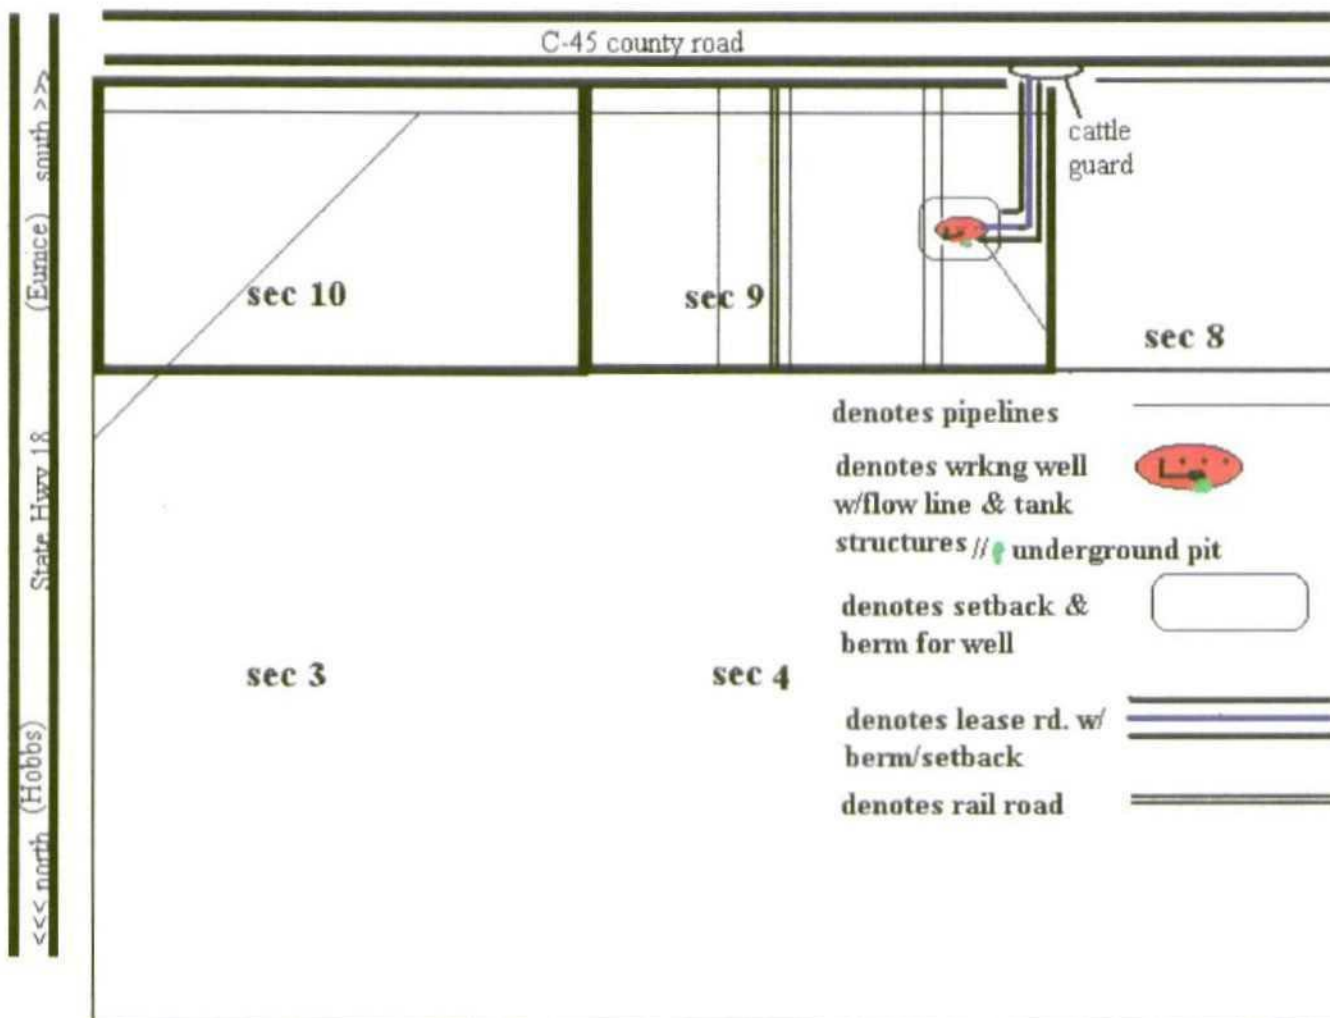 C-45 county road
<<< north (Hobbs) State Hwy 18 (Eunice) south >>>
cattle
guard
sec 10
sec 9
sec 8
denotes pipelines
denotes wrkng well
w/flow line & tank
structures // underground pit
denotes setback &
berm for well
sec 3
sec 4
denotes lease rd. w/
berm/setback
denotes rail road